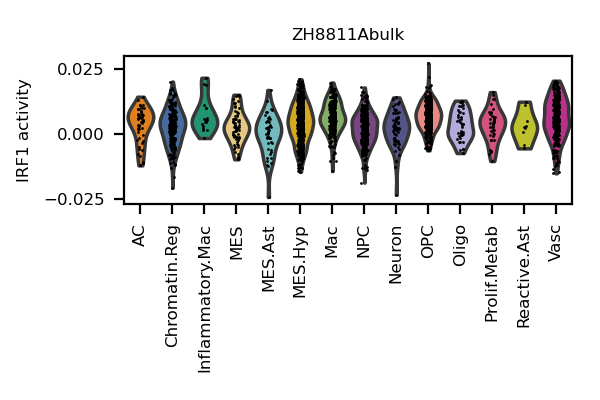 ZH8811Abulk
IRF1 activity
0.025
0.000
−0.025
AC
Chromatin.Reg
Inflammatory.Mac
MES
MES.Ast
MES.Hyp
Mac
NPC
Neuron
OPC
Oligo
Prolif.Metab
Reactive.Ast
Vasc